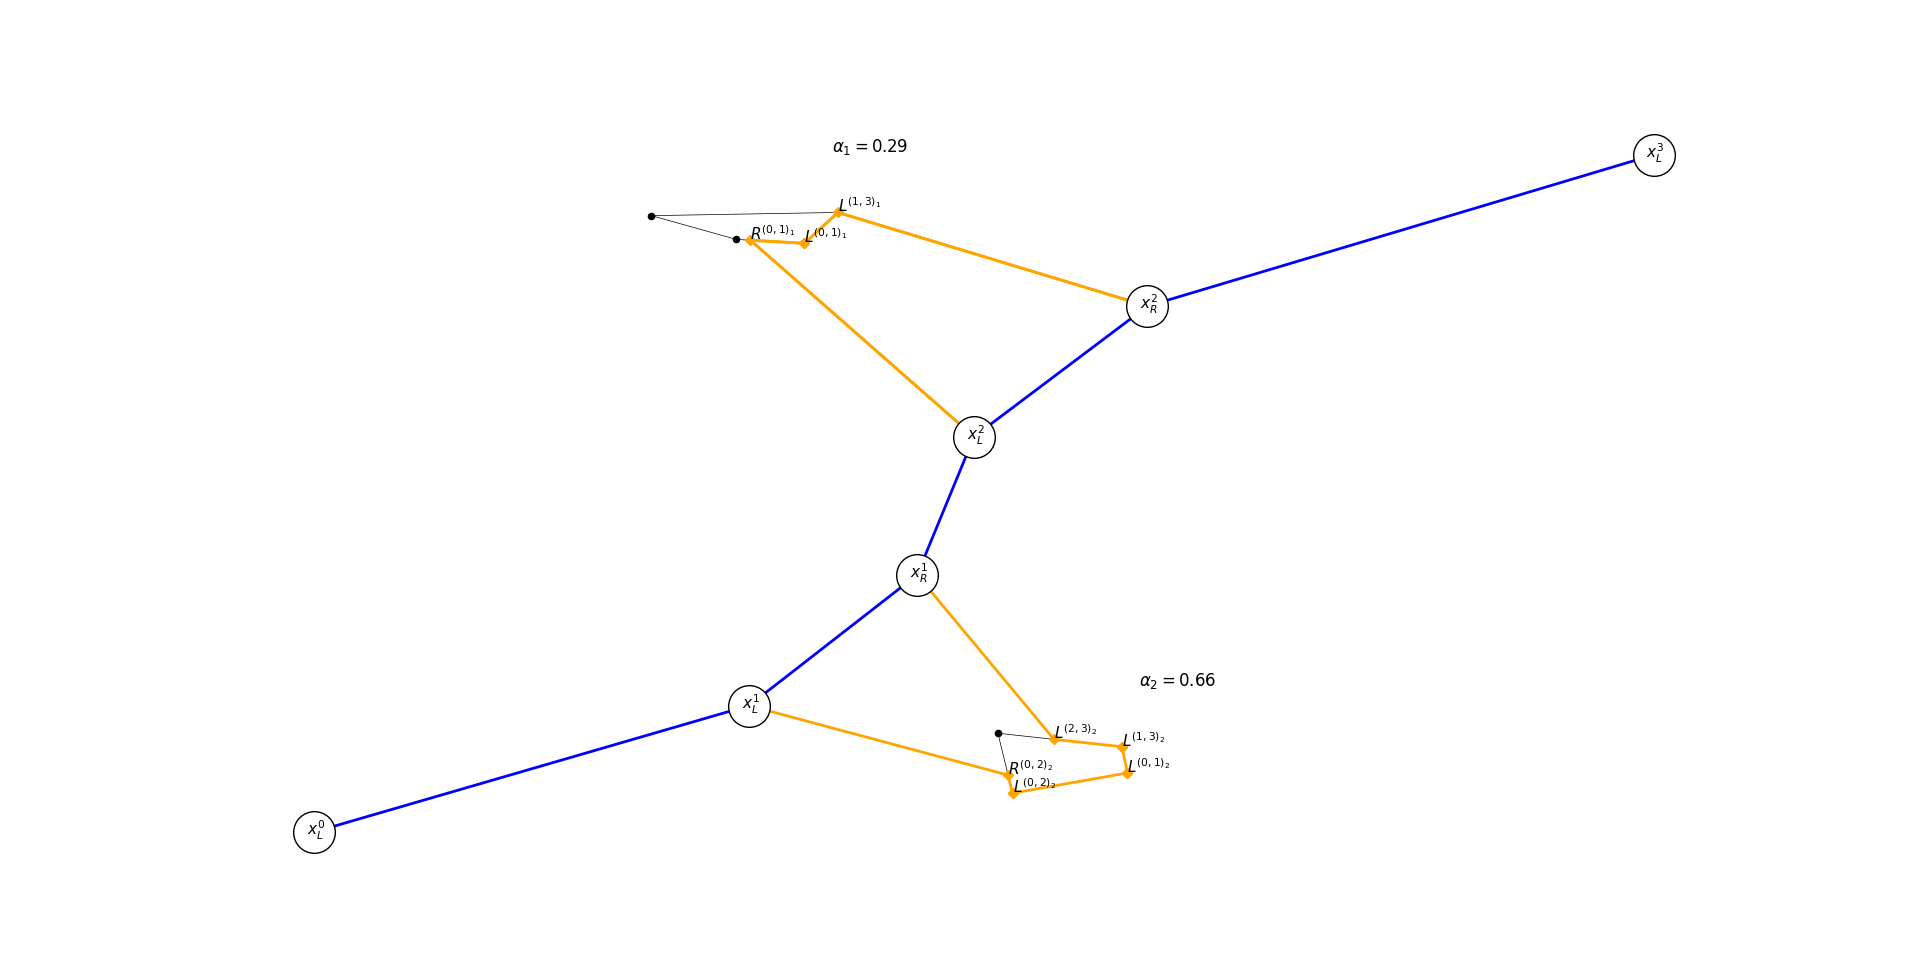 α₁ = 0.29
x_L^3
L^{(1,3)_1}
R^{(0,1)_1}
L^{(0,1)_1}
x_R^2
x_L^2
x_R^1
α₂ = 0.66
x_L^1
L^{(2,3)_2}
L^{(1,3)_2}
R^{(0,2)_2}
L^{(0,1)_2}
L^{(0,2)_2}
x_L^0